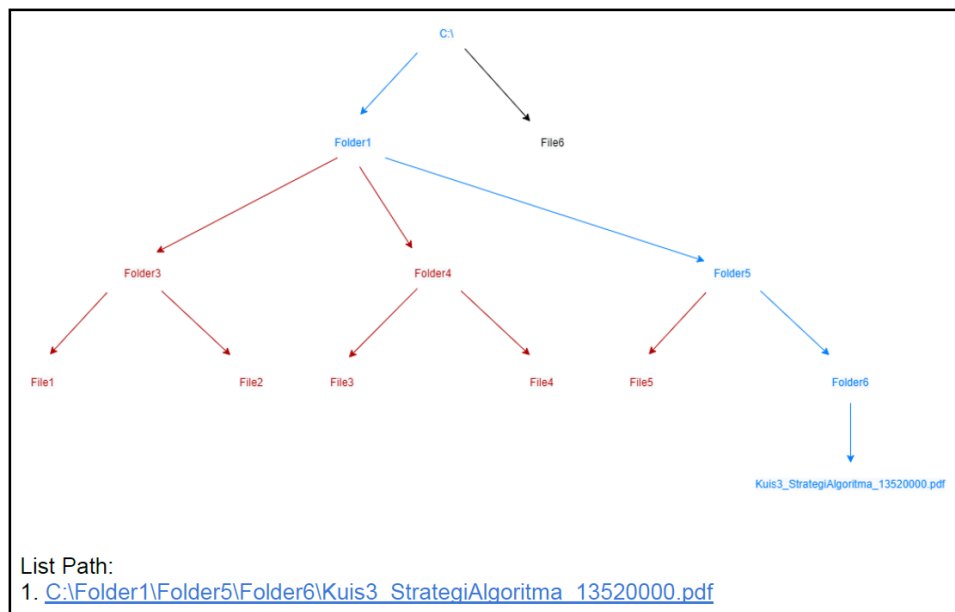 C:\
Folder1
File6
Folder3
Folder4
Folder5
File1
File2
File3
File4
File5
Folder6
Kuis3_StrategiAlgoritma_13520000.pdf
List Path:
1. C:\Folder1\Folder5\Folder6\Kuis3_StrategiAlgoritma_13520000.pdf